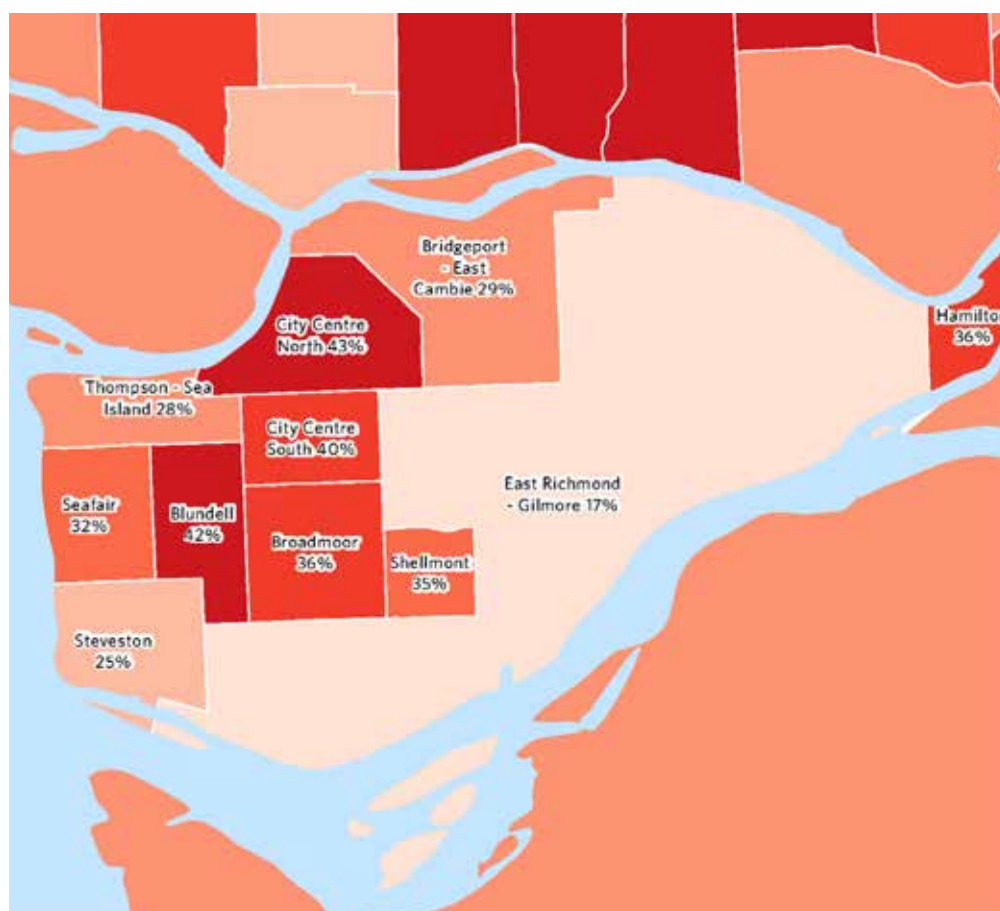 Bridgeport
- East
Cambie 29%
City Centre
North 43%
Hamilton
36%
Thompson - Sea
Island 28%
City Centre
South 40%
East Richmond
- Gilmore 17%
Seafair
32%
Blundell
42%
Broadmoor
36%
Shellmont
35%
Steveston
25%